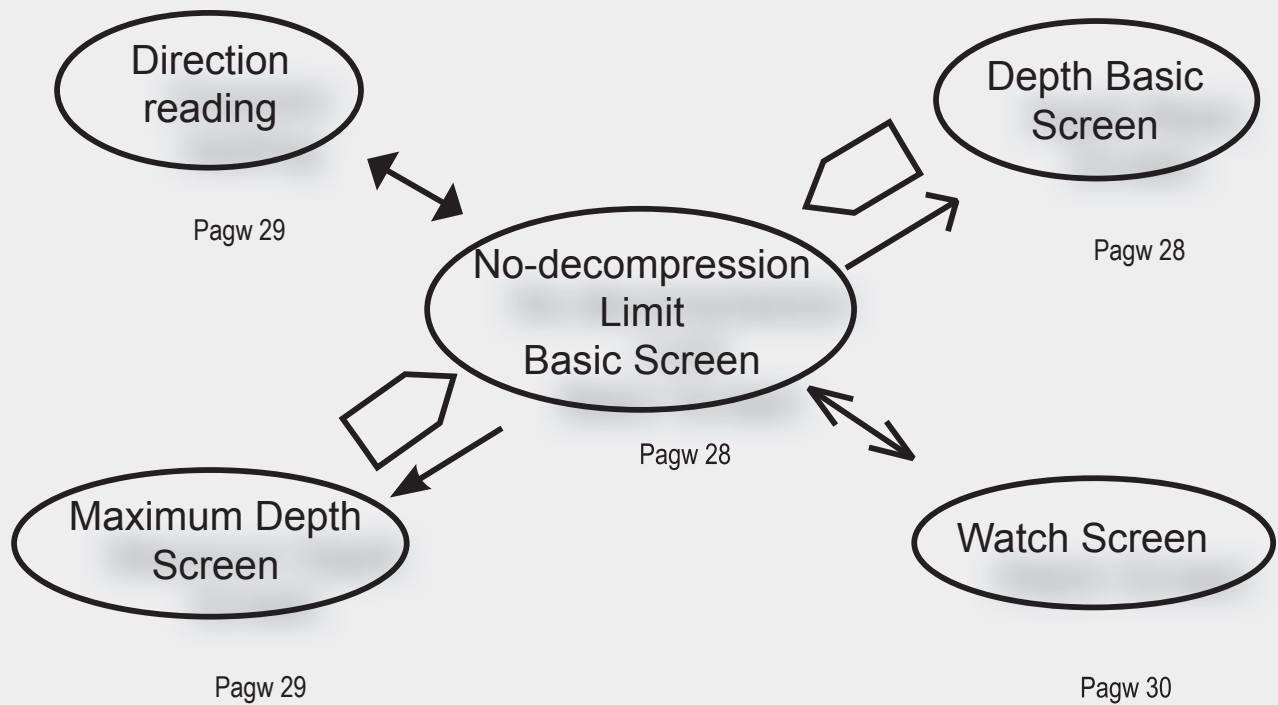 Direction
reading
Pagw 29
Depth Basic
Screen
Pagw 28
No-decompression
Limit
Basic Screen
Pagw 28
Maximum Depth
Screen
Pagw 29
Watch Screen
Pagw 30